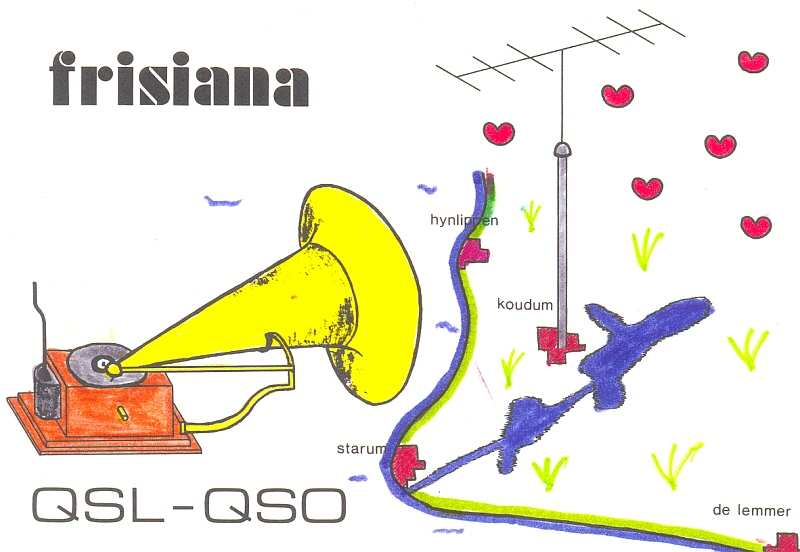 frisiana
hynlippen
koudum
starum
QSL-QSO
de lemmer